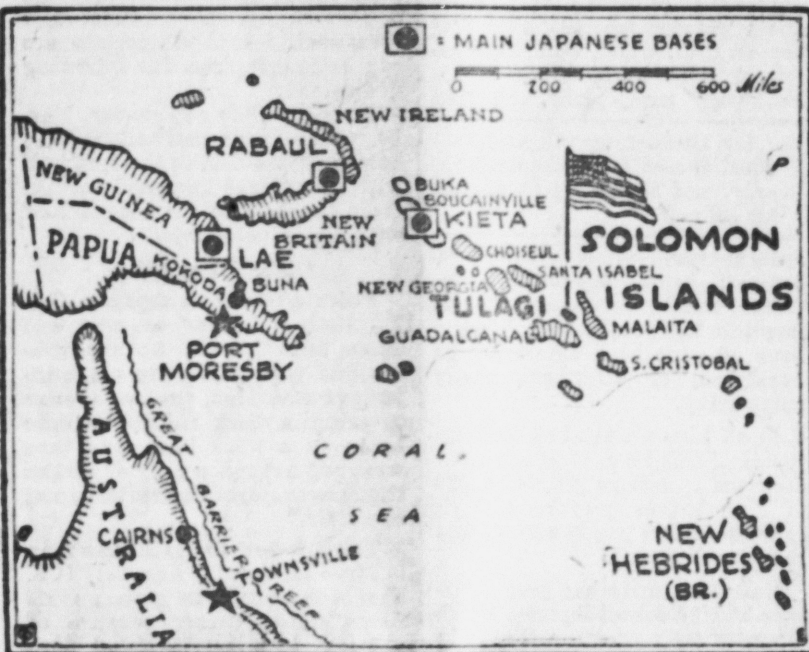 = MAIN JAPANESE BASES
0 200 400 600 Miles
NEW IRELAND
RABAUL
NEW GUINEA
BUKA
BOUCAINVILLE
KIETA
NEW BRITAIN
PAPUA
LAE
KOKODA
BUNA
CHOISEUL
SOLOMON
ISLANDS
SANTA ISABEL
NEW GEORGIA
TULAGI
GUADALCANAL
MALAITA
PORT
MORESBY
S. CRISTOBAL
GREAT BARRIER REEF
CORAL
SEA
AUSTRALIA
CAIRNS
TOWNSVILLE
NEW
HEBRIDES
(BR.)
P